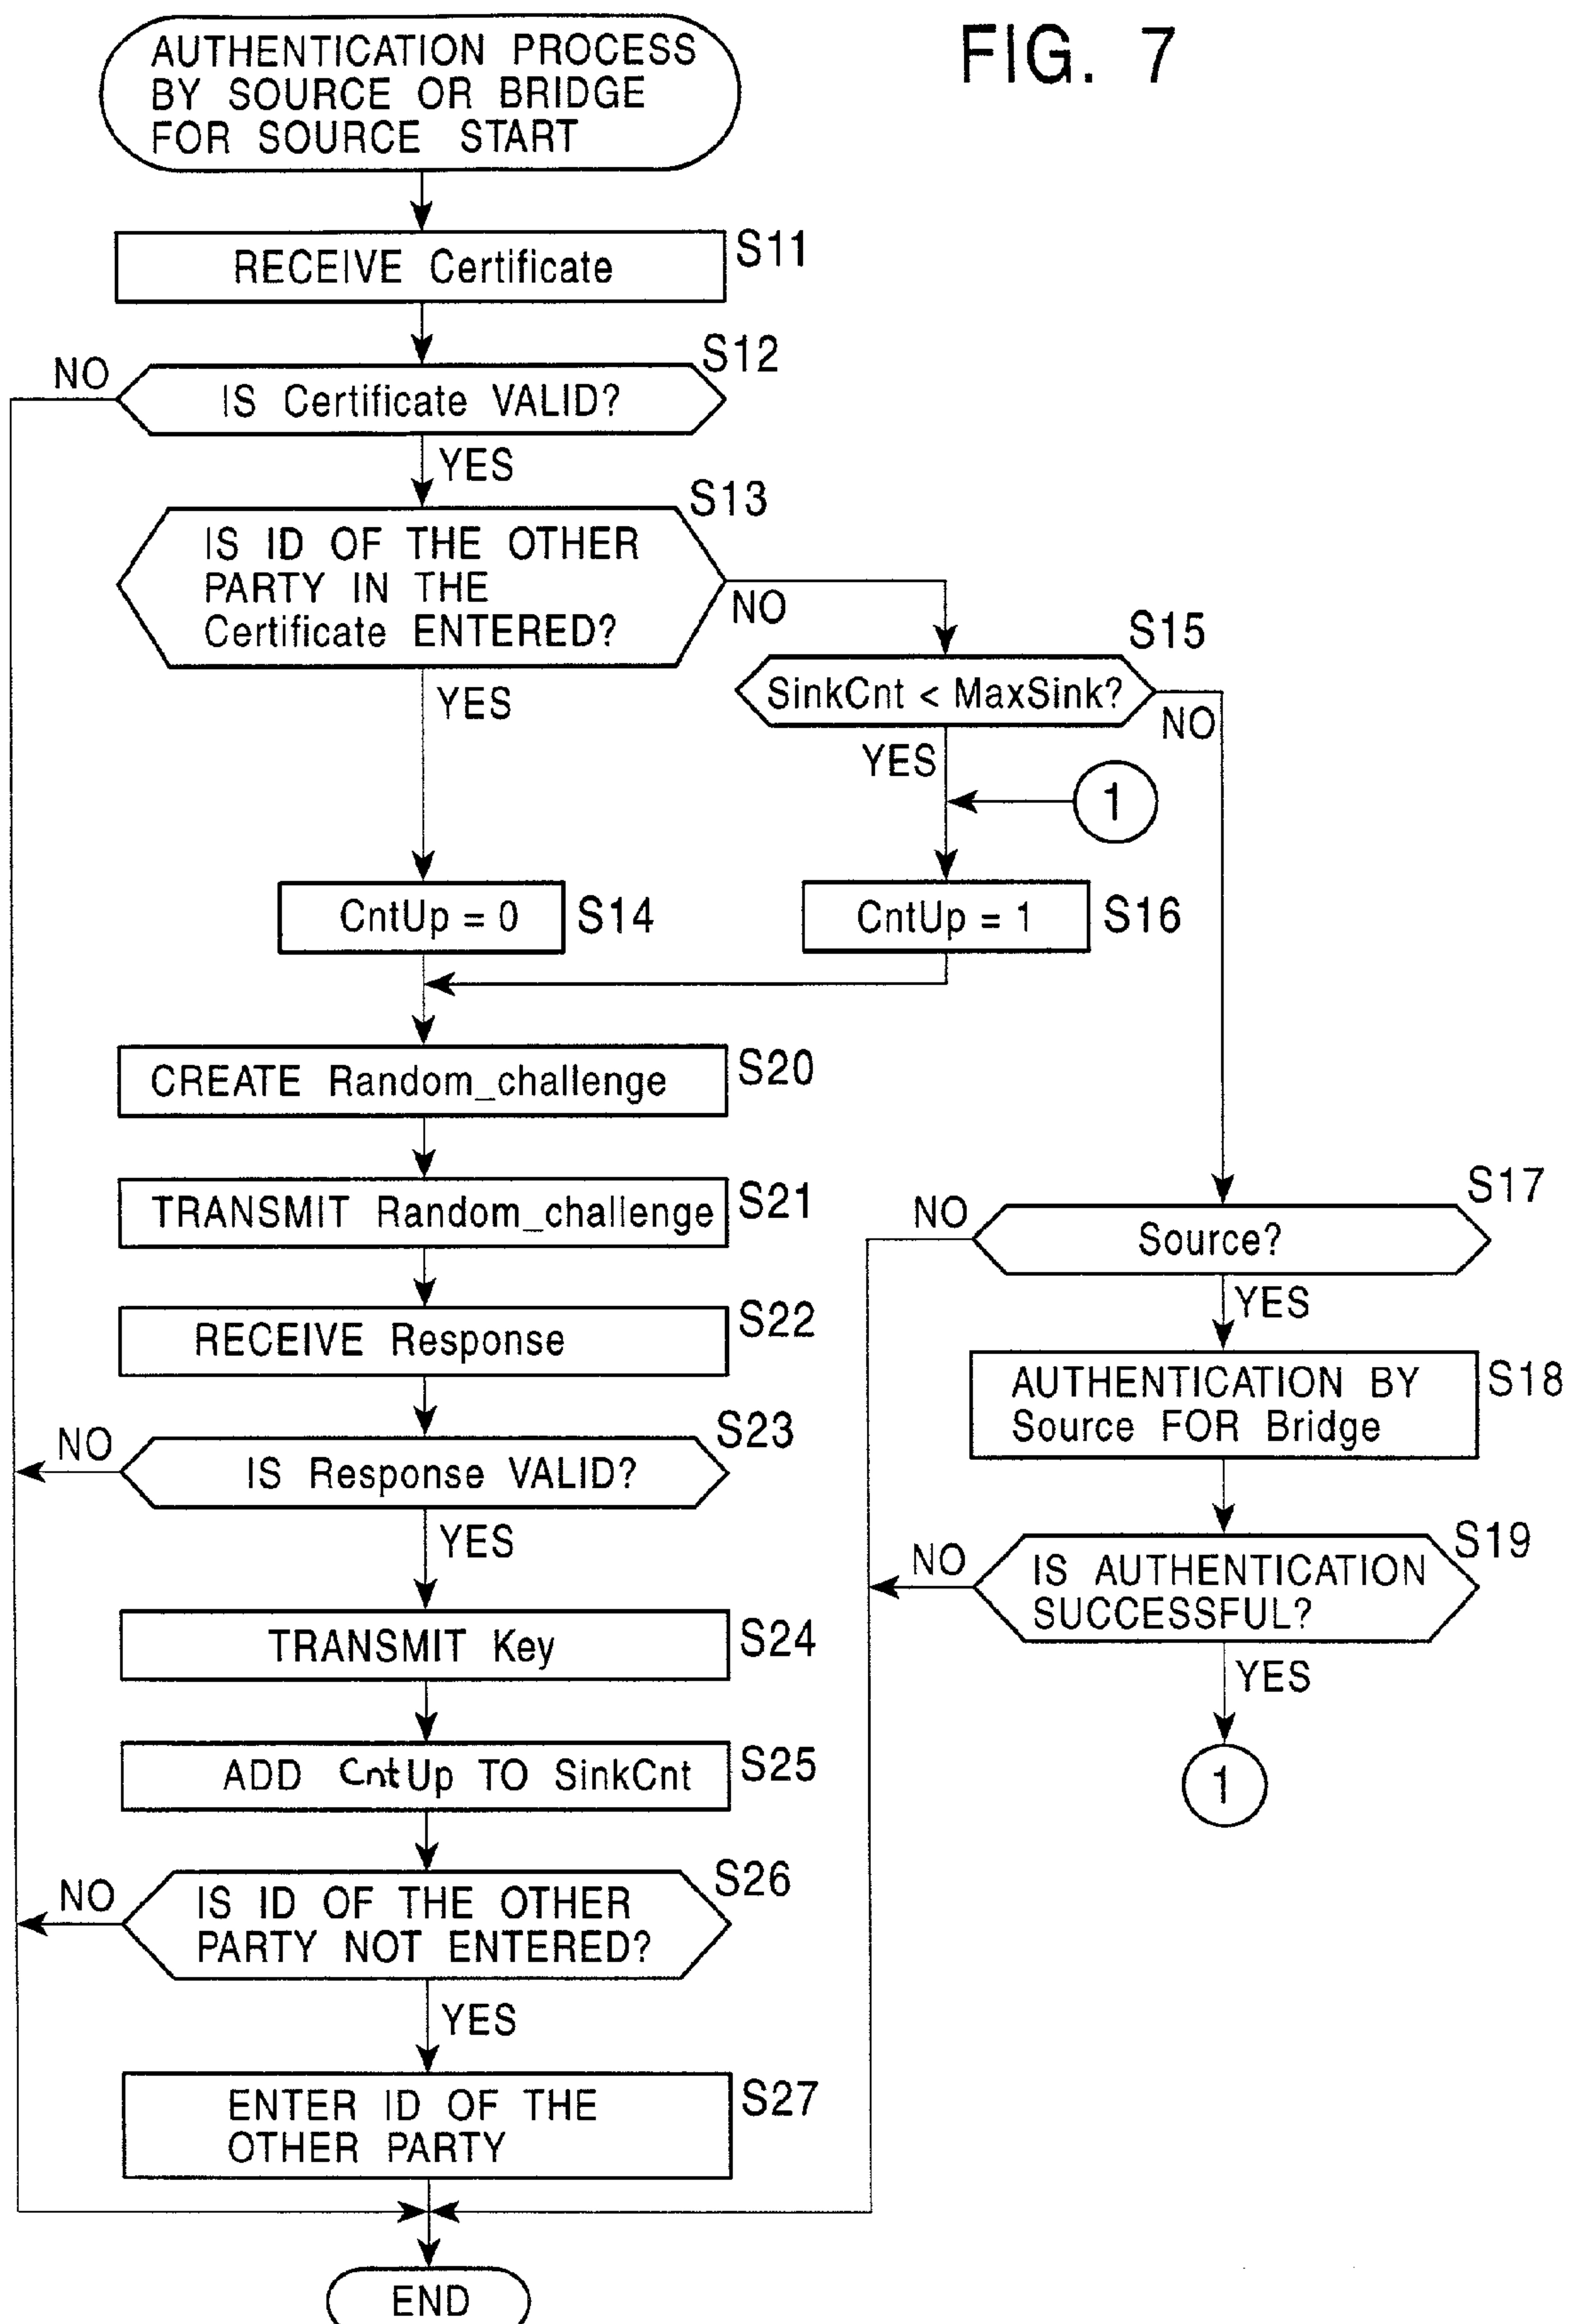 FIG. 7
AUTHENTICATION PROCESS
BY SOURCE OR BRIDGE
FOR SOURCE START
RECEIVE Certificate
S11
S12
NO
IS Certificate VALID?
YES
S13
IS ID OF THE OTHER
PARTY IN THE
Certificate ENTERED?
NO
YES
S15
SinkCnt < MaxSink?
NO
YES
1
CntUp = 0
S14
CntUp = 1
S16
CREATE Random_challenge
S20
TRANSMIT Random_challenge
S21
RECEIVE Response
S22
S23
NO
IS Response VALID?
YES
TRANSMIT Key
S24
ADD CntUp TO SinkCnt
S25
S26
NO
IS ID OF THE OTHER
PARTY NOT ENTERED?
YES
ENTER ID OF THE
OTHER PARTY
S27
S17
NO
Source?
YES
AUTHENTICATION BY
Source FOR Bridge
S18
S19
NO
IS AUTHENTICATION
SUCCESSFUL?
YES
1
END